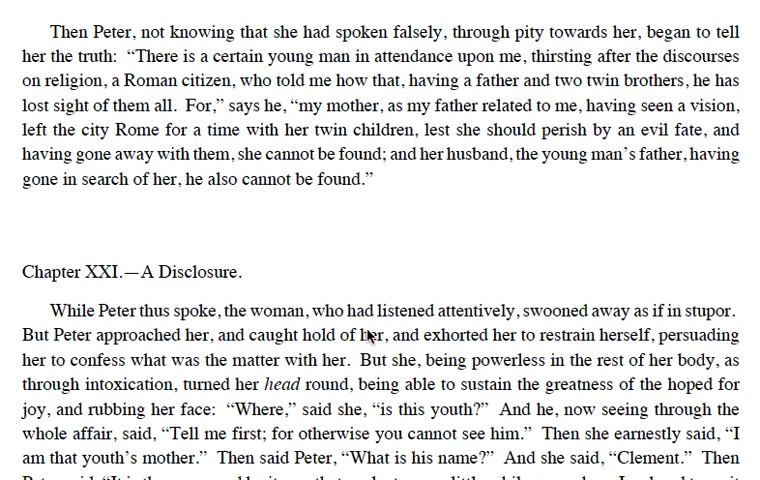 Then Peter, not knowing that she had spoken falsely, through pity towards her, began to tell
her the truth: “There is a certain young man in attendance upon me, thirsting after the discourses
on religion, a Roman citizen, who told me how that, having a father and two twin brothers, he has
lost sight of them all. For,” says he, “my mother, as my father related to me, having seen a vision,
left the city Rome for a time with her twin children, lest she should perish by an evil fate, and
having gone away with them, she cannot be found; and her husband, the young man’s father, having
gone in search of her, he also cannot be found.”
Chapter XXI.—A Disclosure.
While Peter thus spoke, the woman, who had listened attentively, swooned away as if in stupor.
But Peter approached her, and caught hold of her, and exhorted her to restrain herself, persuading
her to confess what was the matter with her. But she, being powerless in the rest of her body, as
through intoxication, turned her head round, being able to sustain the greatness of the hoped for
joy, and rubbing her face: “Where,” said she, “is this youth?” And he, now seeing through the
whole affair, said, “Tell me first; for otherwise you cannot see him.” Then she earnestly said, “I
am that youth’s mother.” Then said Peter, “What is his name?” And she said, “Clement.” Then